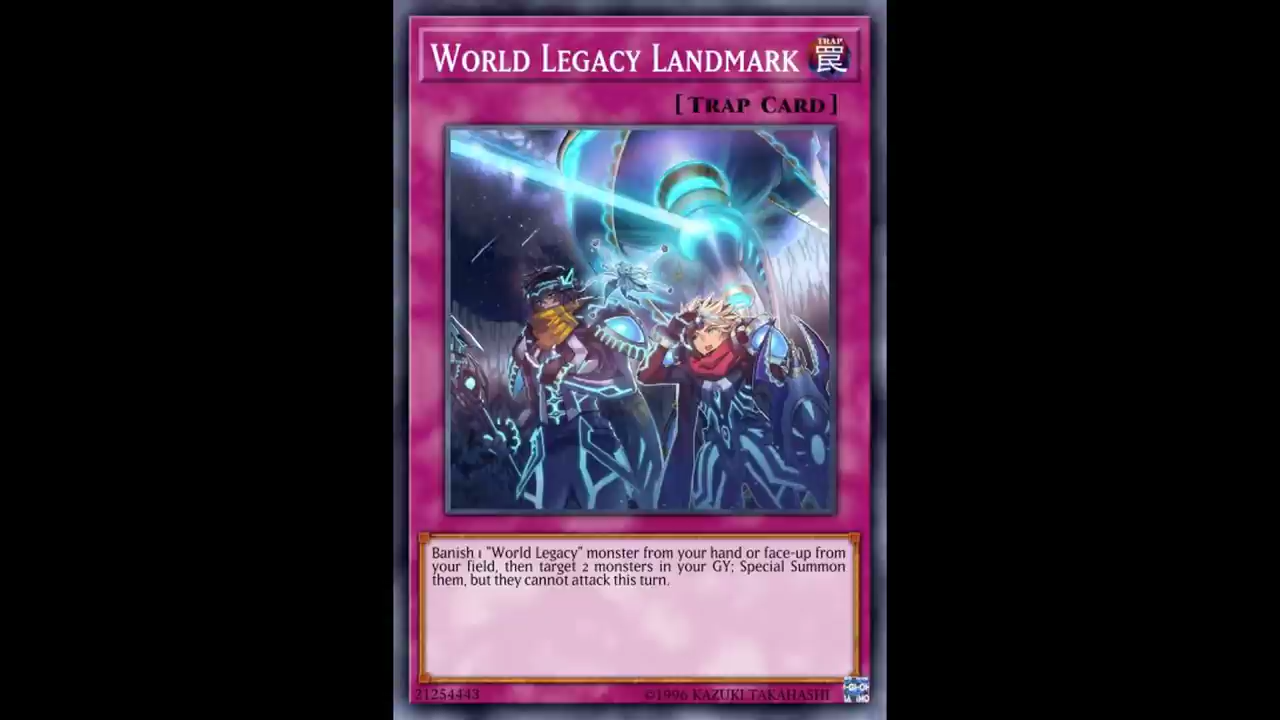 World Legacy Landmark
TRAP
罠
[Trap Card]
Banish 1 "World Legacy" monster from your hand or face-up from
your field, then target 2 monsters in your GY; Special Summon
them, but they cannot attack this turn.
21254443
©1996 KAZUKI TAKAHASHI